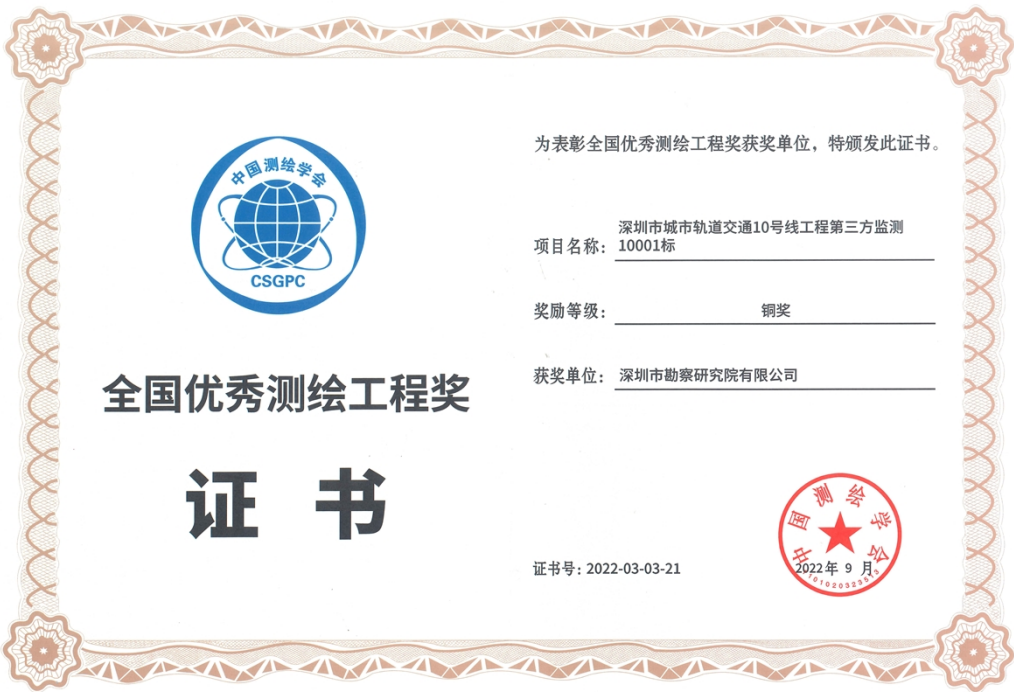 中国测绘学会
CSGPC
全国优秀测绘工程奖
证 书
为表彰全国优秀测绘工程奖获奖单位，特颁发此证书。
项目名称：深圳市城市轨道交通10号线工程第三方监测
10001标
奖励等级：铜奖
获奖单位：深圳市勘察研究院有限公司
证书号：2022-03-03-21
中国测绘学会
2022年 9 月